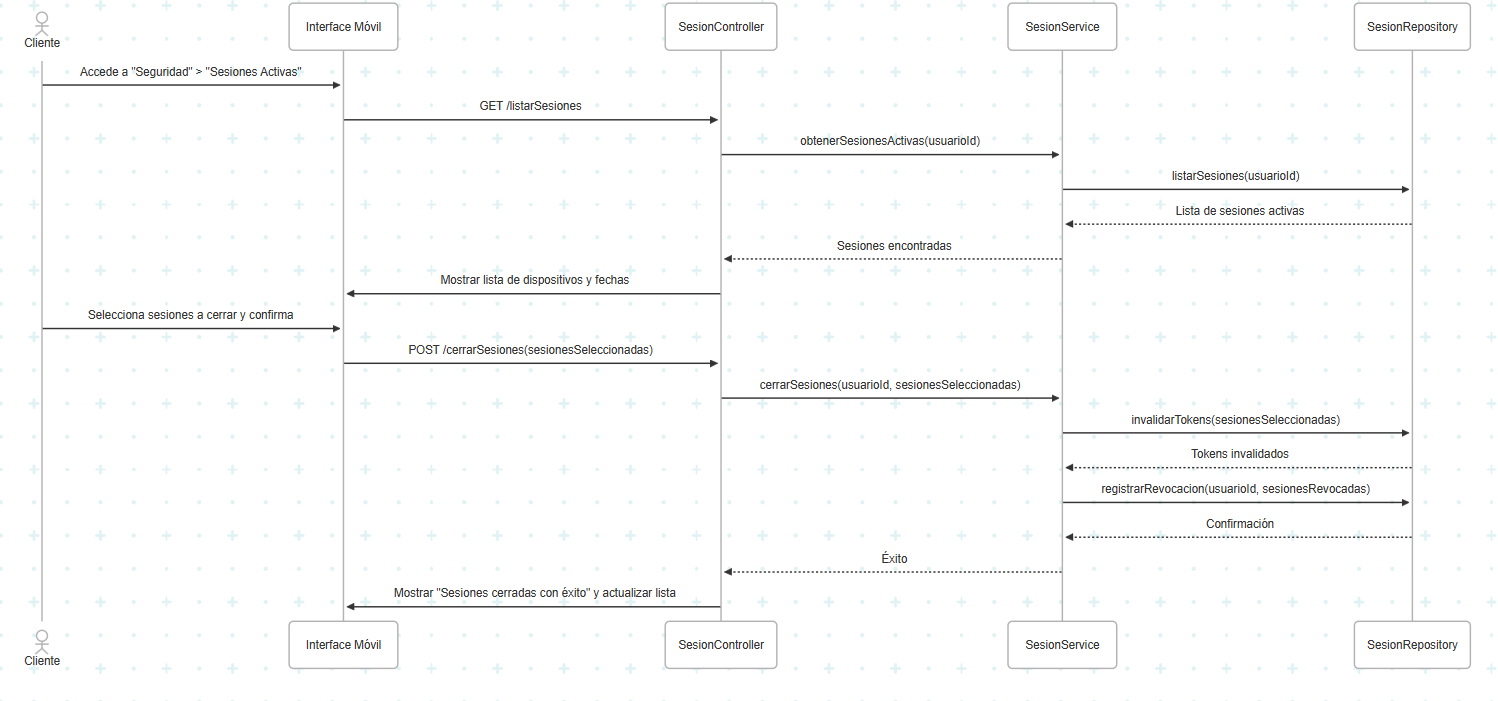 Cliente
Interface Móvil
SesionController
SesionService
SesionRepository
Accede a "Seguridad" > "Sesiones Activas"
GET /listarSesiones
obtenerSesionesActivas(usuarioId)
listarSesiones(usuarioId)
Lista de sesiones activas
Sesiones encontradas
Mostrar lista de dispositivos y fechas
Selecciona sesiones a cerrar y confirma
POST /cerrarSesiones(sesionesSeleccionadas)
cerrarSesiones(usuarioId, sesionesSeleccionadas)
invalidarTokens(sesionesSeleccionadas)
Tokens invalidados
registrarRevocacion(usuarioId, sesionesRevocadas)
Confirmación
Éxito
Mostrar "Sesiones cerradas con éxito" y actualizar lista
Cliente
Interface Móvil
SesionController
SesionService
SesionRepository